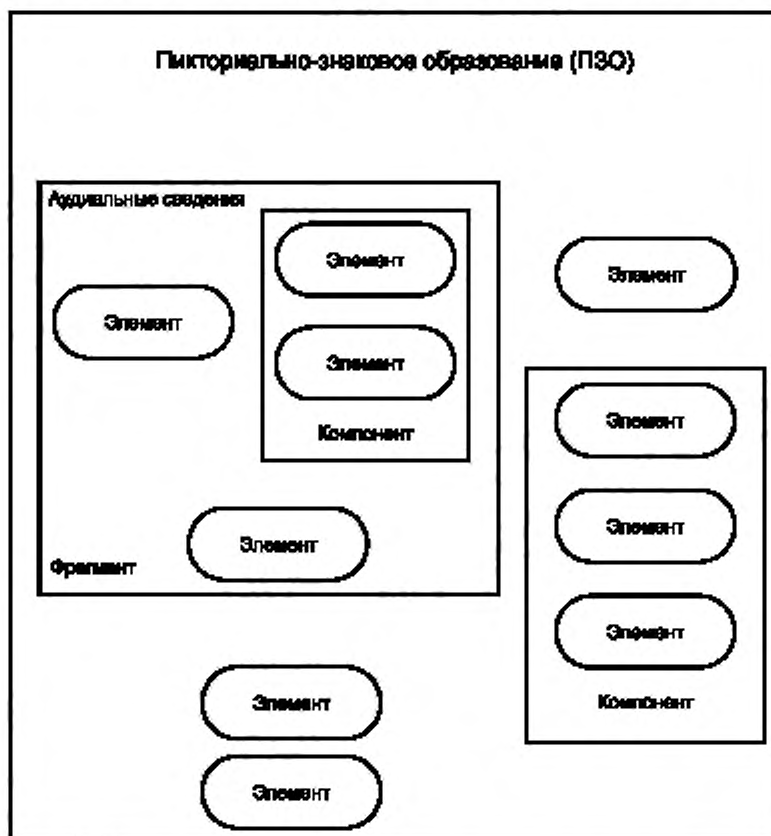 Пикториально-знаковое образование (ПЗО)
Аудиальные сведения
Элемент
Элемент
Элемент
Элемент
Компонент
Элемент
Элемент
Фрагмент
Элемент
Элемент
Компонент
Элемент
Элемент